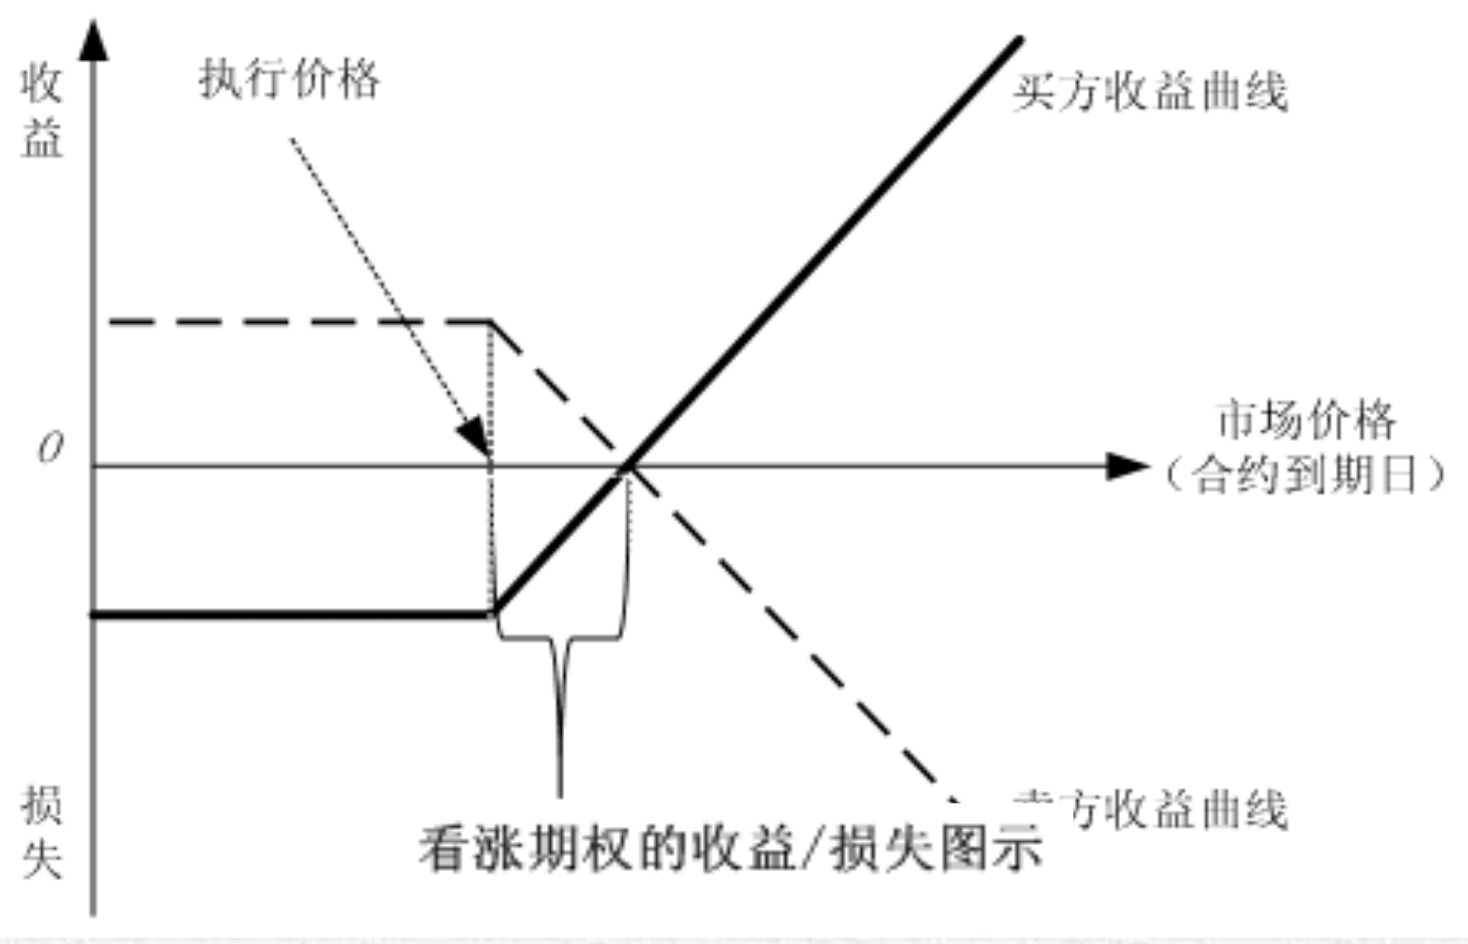 收益
执行价格
买方收益曲线
0
市场价格
（合约到期日）
损失
方收益曲线
看涨期权的收益/损失图示